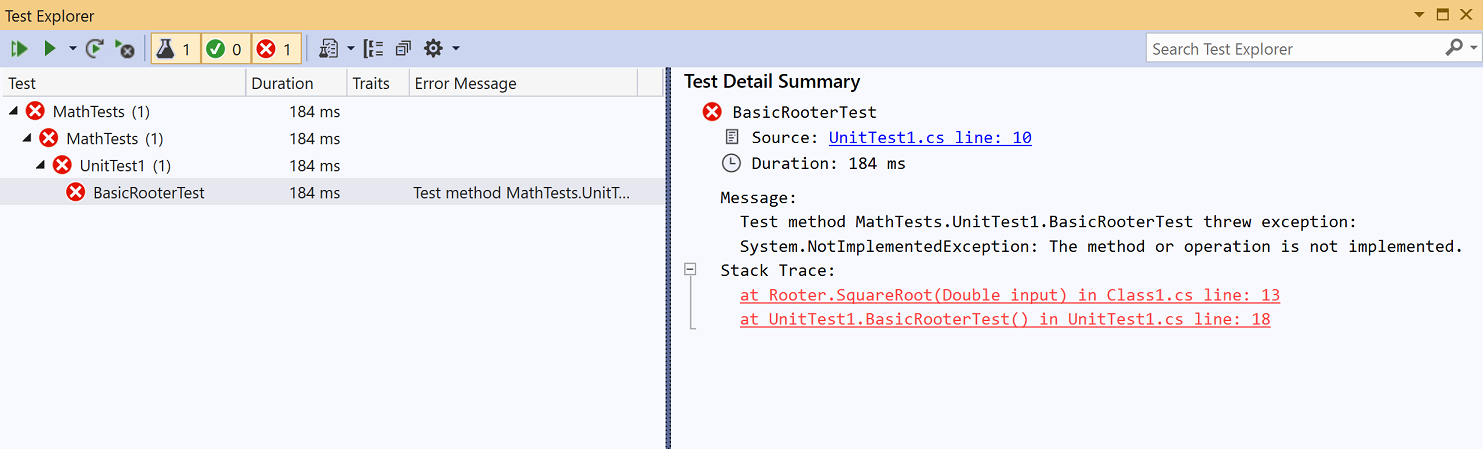 Test Explorer
1 0 1
Search Test Explorer
Test Duration Traits Error Message
MathTests (1) 184 ms
MathTests (1) 184 ms
UnitTest1 (1) 184 ms
BasicRooterTest 184 ms Test method MathTests.UnitT...
Test Detail Summary
BasicRooterTest
Source: UnitTest1.cs line: 10
Duration: 184 ms
Message:
Test method MathTests.UnitTest1.BasicRooterTest threw exception:
System.NotImplementedException: The method or operation is not implemented.
Stack Trace:
at Rooter.SquareRoot(Double input) in Class1.cs line: 13
at UnitTest1.BasicRooterTest() in UnitTest1.cs line: 18